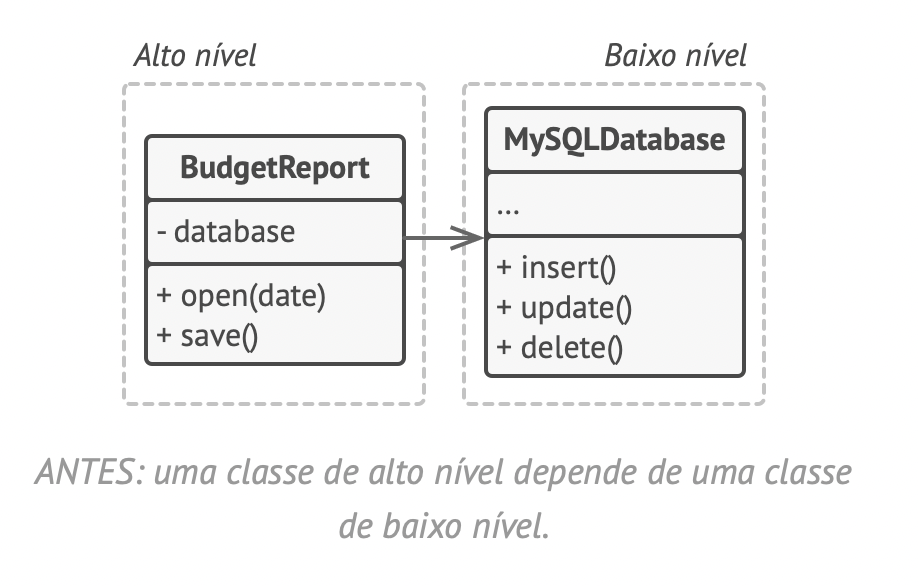 Alto nível
Baixo nível
BudgetReport
- database
+ open(date)
+ save()
MySQLDatabase
...
+ insert()
+ update()
+ delete()
ANTES: uma classe de alto nível depende de uma classe
de baixo nível.